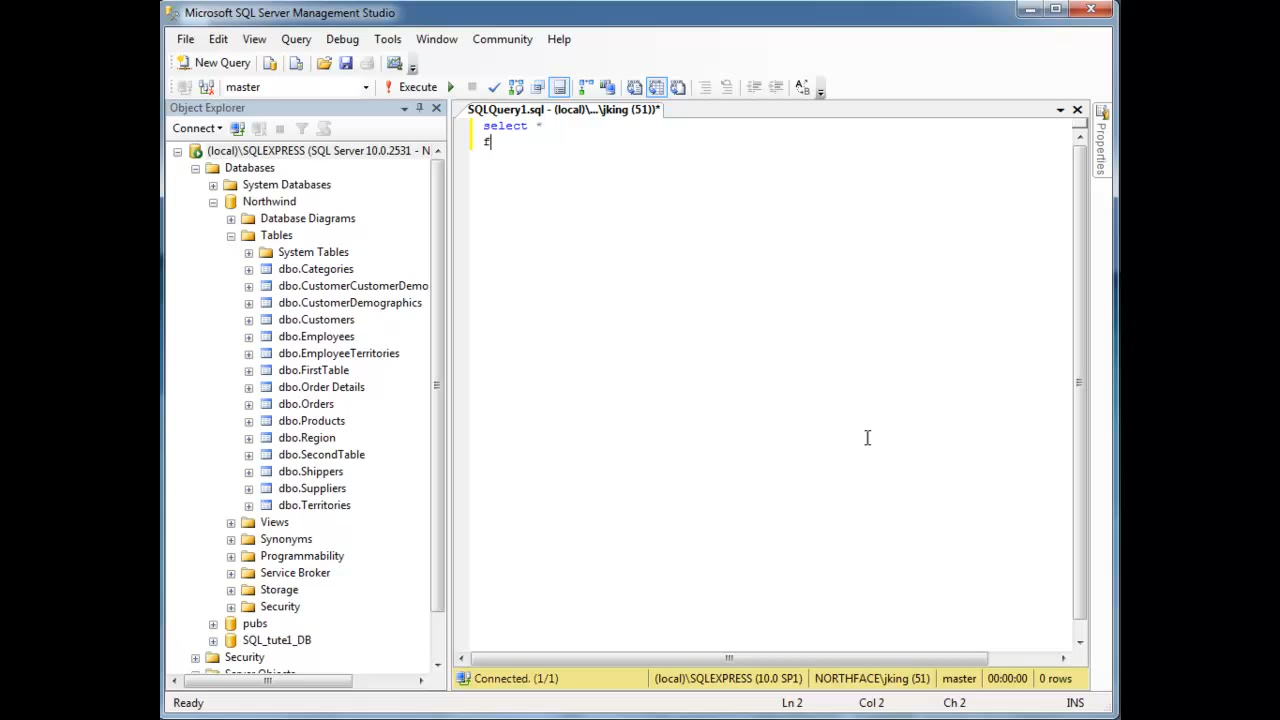 Microsoft SQL Server Management Studio
File Edit View Query Debug Tools Window Community Help
New Query
master Execute
Object Explorer
SQLQuery1.sql - (local)\...\jking (51))*
Connect
Properties
select *
f
(local)\SQLEXPRESS (SQL Server 10.0.2531 - N
Databases
System Databases
Northwind
Database Diagrams
Tables
System Tables
dbo.Categories
dbo.CustomerCustomerDemo
dbo.CustomerDemographics
dbo.Customers
dbo.Employees
dbo.EmployeeTerritories
dbo.FirstTable
dbo.Order Details
dbo.Orders
dbo.Products
dbo.Region
dbo.SecondTable
dbo.Shippers
dbo.Suppliers
dbo.Territories
Views
Synonyms
Programmability
Service Broker
Storage
Security
pubs
SQL_tute1_DB
Security
Server Objects
Connected. (1/1) (local)\SQLEXPRESS (10.0 SP1) NORTHFACE\jking (51) master 00:00:00 0 rows
Ready Ln 2 Col 2 Ch 2 INS